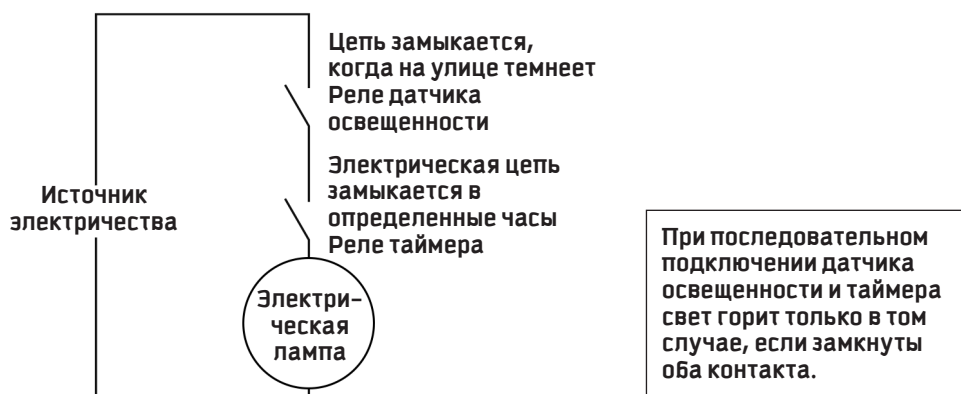 Цепь замыкается,
когда на улице темнеет
Реле датчика
освещенности
Электрическая цепь
замыкается в
определенные часы
Реле таймера
Источник
электричества
Электри-
ческая
лампа
При последовательном
подключении датчика
освещенности и таймера
свет горит только в том
случае, если замкнуты
оба контакта.